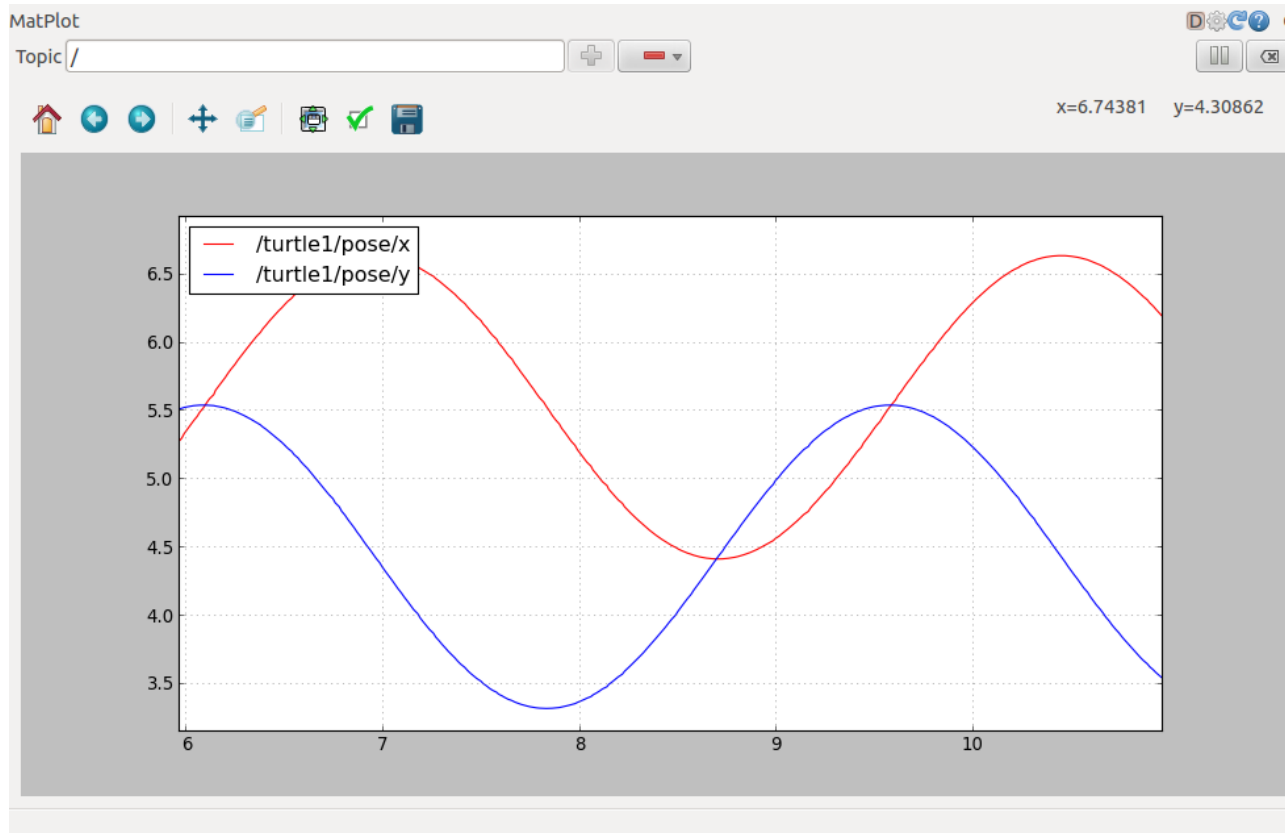 MatPlot
D
Topic /
x=6.74381 y=4.30862
/turtle1/pose/x
/turtle1/pose/y
6.5
6.0
5.5
5.0
4.5
4.0
3.5
6 7 8 9 10